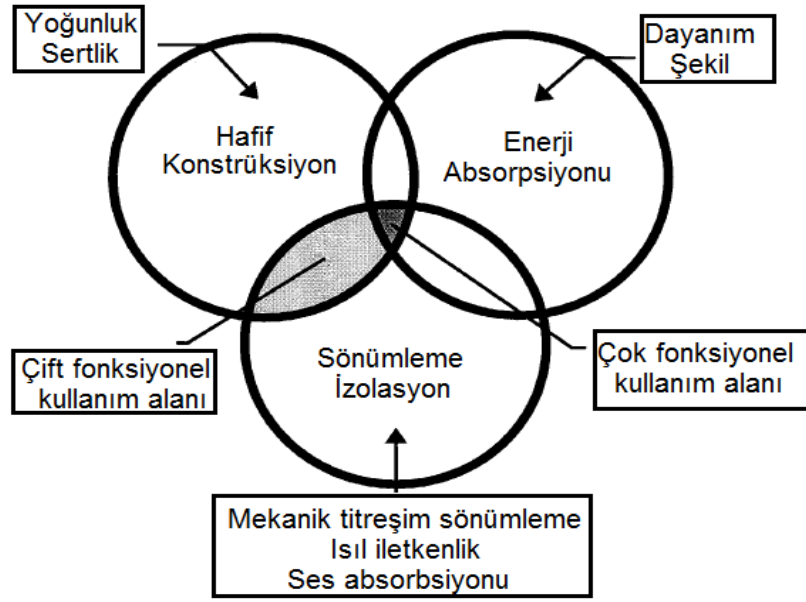 Yoğunluk
Sertlik
Dayanım
Şekil
Hafif
Konstrüksiyon
Enerji
Absorpsiyonu
Çift fonksiyonel
kullanım alanı
Sönümleme
İzolasyon
Çok fonksiyonel
kullanım alanı
Mekanik titreşim sönümleme
Isıl iletkenlik
Ses absorbsiyonu